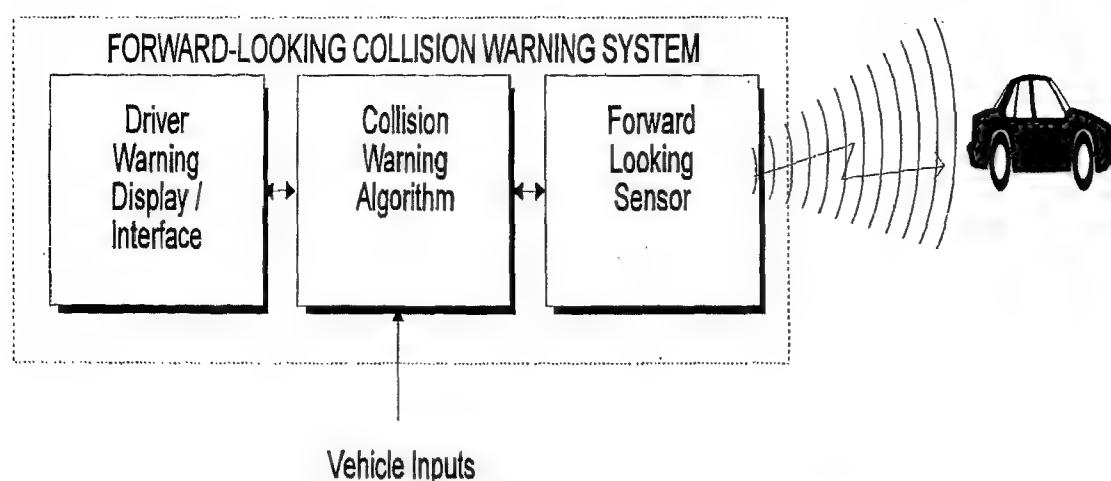 FORWARD-LOOKING COLLISION WARNING SYSTEM
Driver
Warning
Display /
Interface
Collision
Warning
Algorithm
Forward
Looking
Sensor
Vehicle Inputs